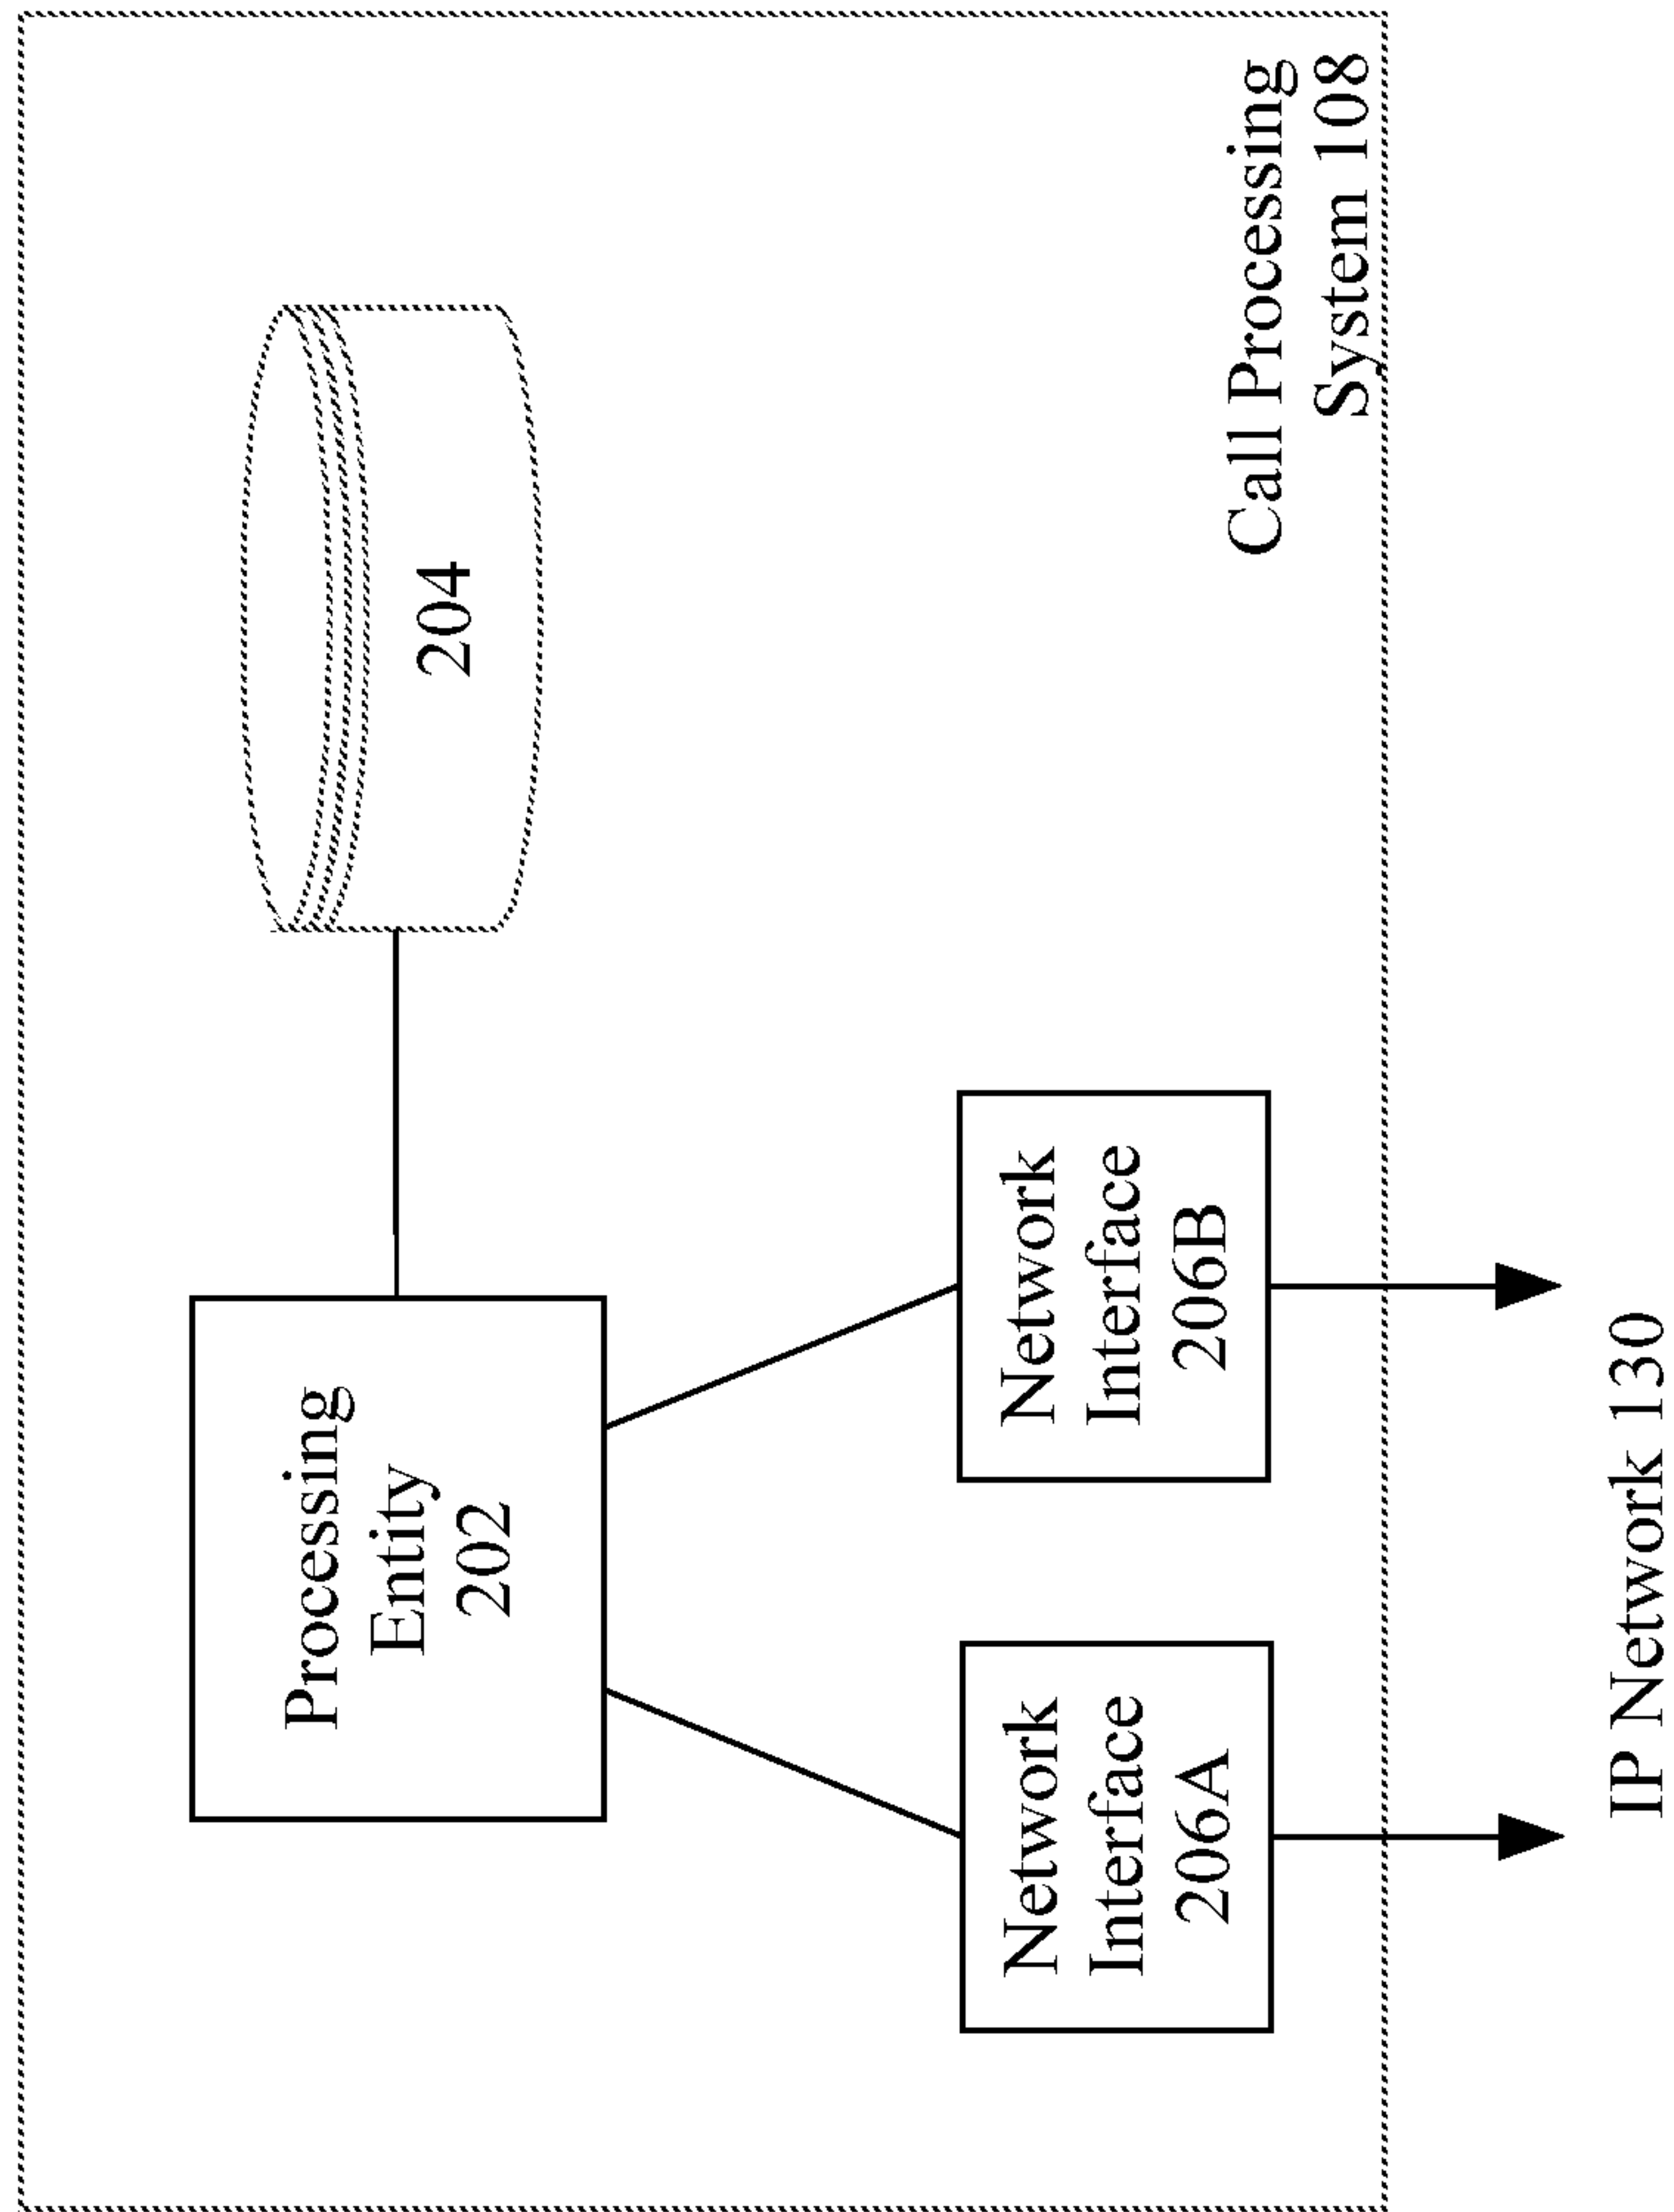 Processing
Entity
202
204
Network
Interface
206A
Network
Interface
206B
Call Processing
System 108
IP Network 130